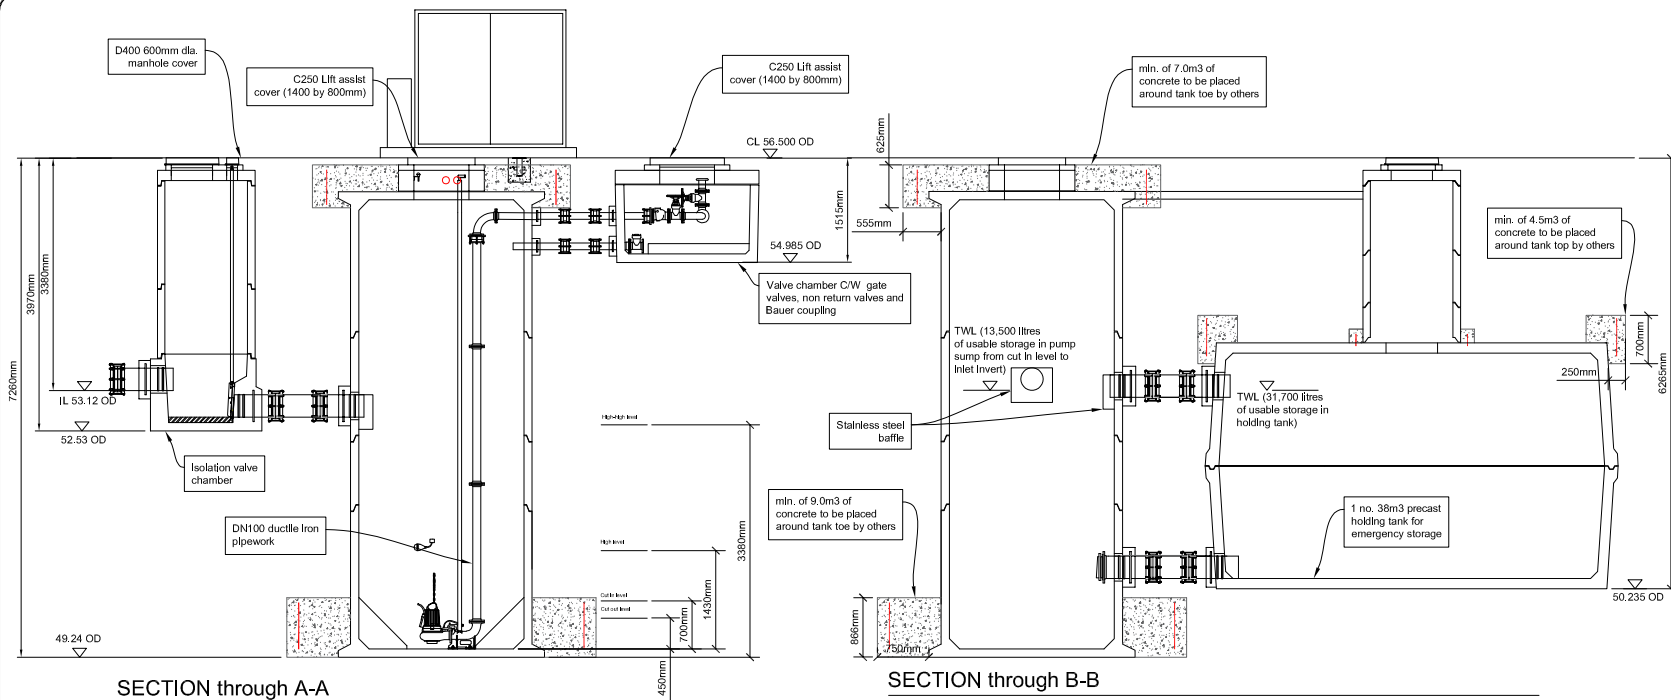 D400 600mm dia.
manhole cover
C250 Lift assist
cover (1400 by 800mm)
C250 Lift assist
cover (1400 by 800mm)
CL 56.500 OD
min. of 7.0m3 of
concrete to be placed
around tank toe by others
625mm
555mm
1515mm
54.985 OD
Valve chamber C/W gate
valves, non return valves and
Bauer coupling
min. of 4.5m3 of
concrete to be placed
around tank top by others
700mm
250mm
6265mm
7260mm
3970mm
3380mm
IL 53.12 OD
52.53 OD
Isolation valve
chamber
DN100 ductile iron
pipework
TWL (13,500 litres
of usable storage in pump
sump from cut in level to
Inlet Invert)
Stainless steel
baffle
TWL (31,700 litres
of usable storage in
holding tank)
High-high level
High level
Cut in level
Cut out level
3380mm
1430mm
700mm
450mm
min. of 9.0m3 of
concrete to be placed
around tank toe by others
1 no. 38m3 precast
holding tank for
emergency storage
866mm
750mm
50.235 OD
49.24 OD
SECTION through A-A
SECTION through B-B